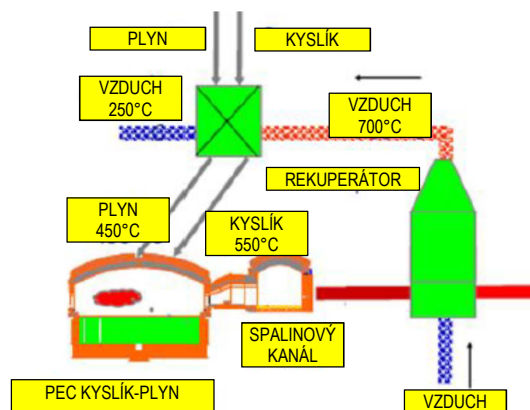 PLYN
KYSLÍK
VZDUCH
250°C
VZDUCH
700°C
REKUPERÁTOR
PLYN
450°C
KYSLÍK
550°C
SPALINOVÝ
KANÁL
PEC KYSLÍK-PLYN
VZDUCH